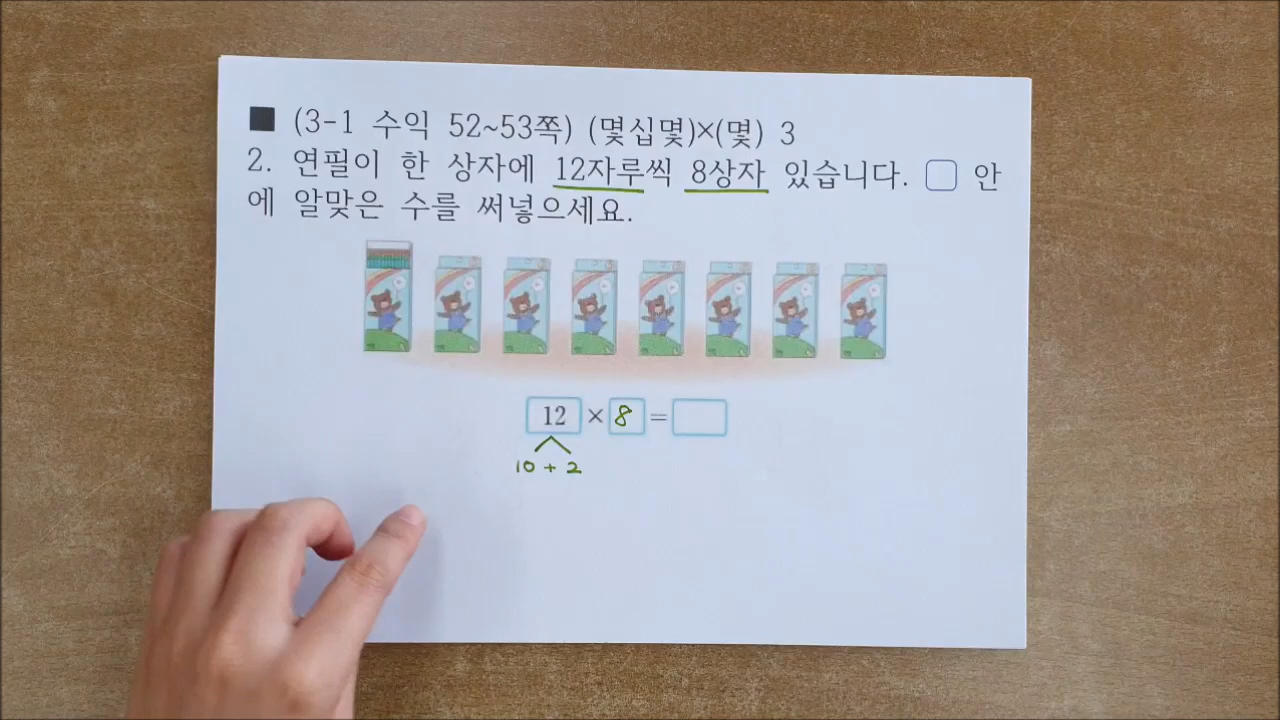 ■ (3-1 수익 52~53쪽) (몇십몇)×(몇) 3
2. 연필이 한 상자에 12자루씩 8상자 있습니다. □ 안
에 알맞은 수를 써넣으세요.
12 × 8 = □
10 + 2